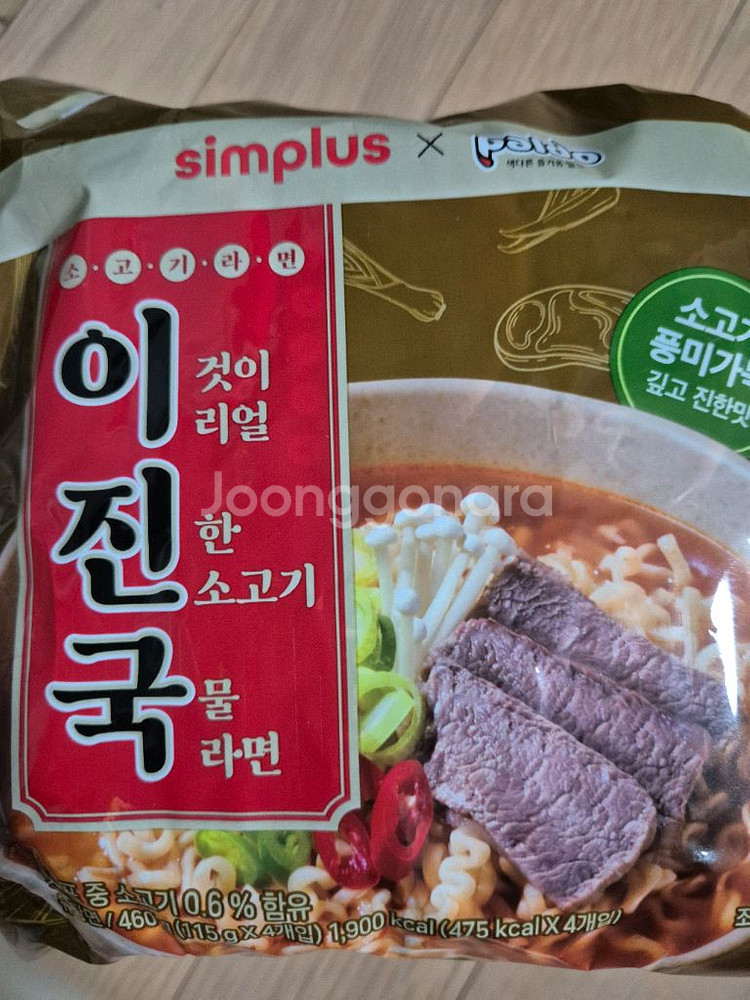 simplus × paldo
소·고·기·라·면
이것이
리얼
진한
소고기
국물
라면
소고기
풍미가득
깊고 진한맛
Joonggonara
중 소고기 0.6% 함유
460 (115g X 4개입) 1,900 kcal (475 kcal X 4개입)